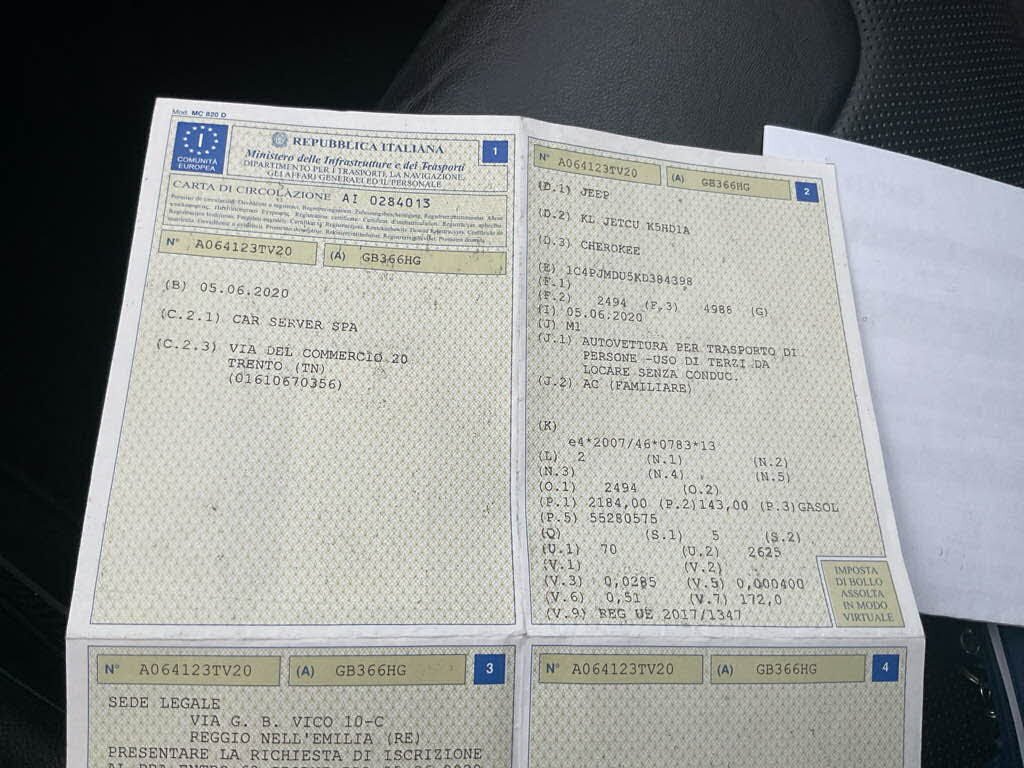 Mod. MC 820 D
I
COMUNITÀ
EUROPEA
REPUBBLICA ITALIANA
Ministero delle Infrastrutture e dei Trasporti
DIPARTIMENTO PER I TRASPORTI, LA NAVIGAZIONE,
GLI AFFARI GENERALI ED IL PERSONALE
1
CARTA DI CIRCOLAZIONE AI 0284013
N° A064123TV20 (A) GB366HG
(B) 05.06.2020
(C.2.1) CAR SERVER SPA
(C.2.3) VIA DEL COMMERCIO 20
TRENTO (TN)
(01610670356)
N° A064123TV20 (A) GB366HG
2
(D.1) JEEP
(D.2) KL JETCU K5HD1A
(D.3) CHEROKEE
(E) 1C4PJMDU5KD384398
(F.1)
(F.2) 2494 (F.3) 4986 (G)
(I) 05.06.2020
(J) M1
(J.1) AUTOVETTURA PER TRASPORTO DI
PERSONE -USO DI TERZI DA
LOCARE SENZA CONDUC.
(J.2) AC (FAMILIARE)
(K)
e4*2007/46*0783*13
(L) 2 (N.1) (N.2)
(N.3) (N.4) (N.5)
(O.1) 2494 (O.2)
(P.1) 2184,00 (P.2)143,00 (P.3)GASOL
(P.5) 55280575
(Q) (S.1) 5 (S.2)
(U.1) 70 (U.2) 2625
(V.1) (V.2)
(V.3) 0,0285 (V.5) 0,000400
(V.6) 0,51 (V.7) 172,0
(V.9) REG UE 2017/1347
IMPOSTA
DI BOLLO
ASSOLTA
IN MODO
VIRTUALE
N° A064123TV20 (A) GB366HG
3
SEDE LEGALE
VIA G. B. VICO 10-C
REGGIO NELL'EMILIA (RE)
PRESENTARE LA RICHIESTA DI ISCRIZIONE
N° A064123TV20 (A) GB366HG
4